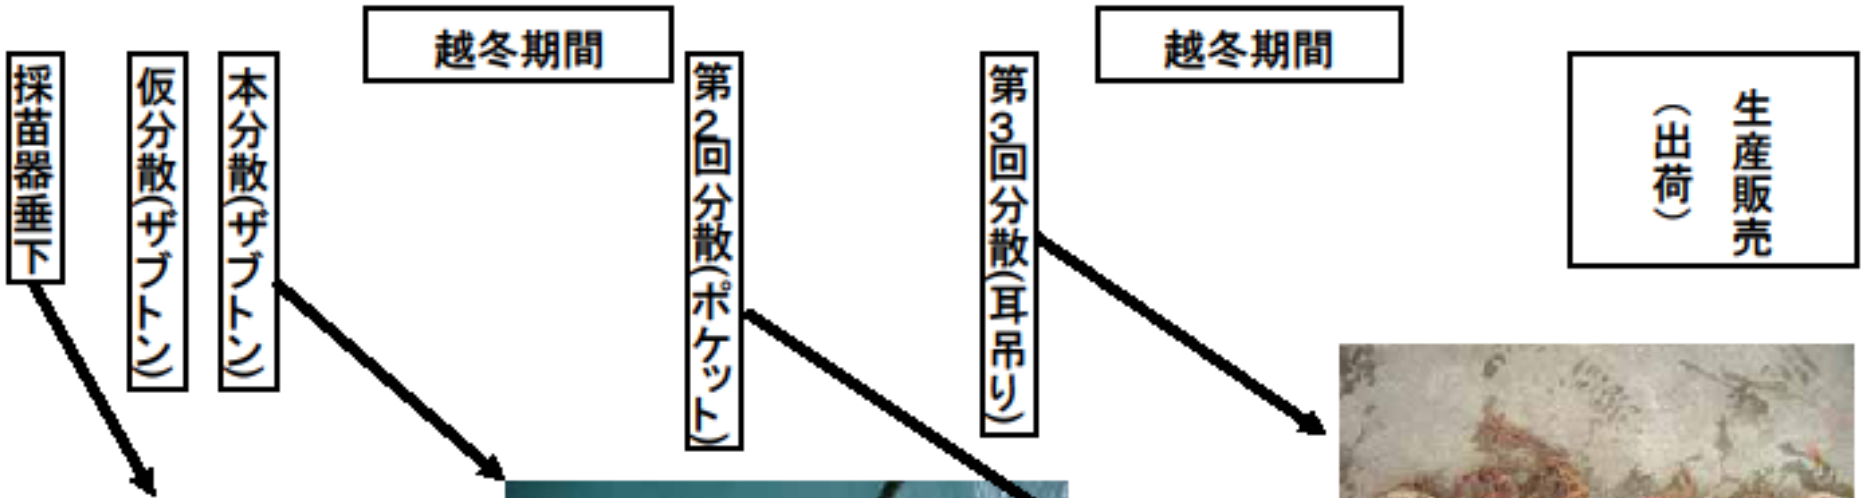 採苗器垂下
仮分散(ザブトン)
本分散(ザブトン)
越冬期間
第2回分散(ポケット)
第3回分散(耳吊り)
越冬期間
生産販売
(出荷)